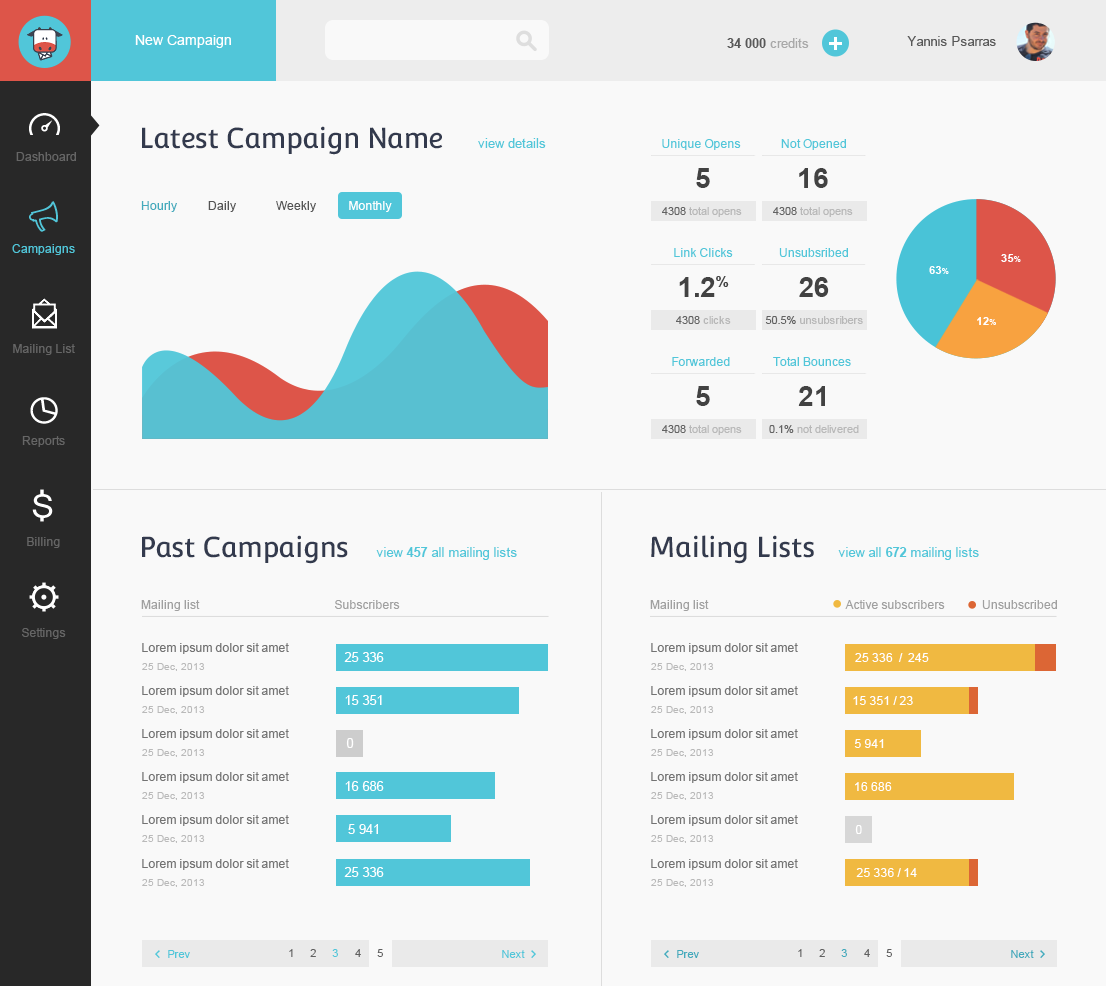 New Campaign
34 000 credits
Yannis Psarras
Dashboard
Campaigns
Mailing List
Reports
Billing
Settings
Latest Campaign Name
view details
Hourly
Daily
Weekly
Monthly
Unique Opens
5
4308 total opens
Not Opened
16
4308 total opens
Link Clicks
1.2%
4308 clicks
Unsubsribed
26
50.5% unsubsribers
Forwarded
5
4308 total opens
Total Bounces
21
0.1% not delivered
63%
35%
12%
Past Campaigns
view 457 all mailing lists
Mailing list
Subscribers
Lorem ipsum dolor sit amet
25 Dec, 2013
25 336
Lorem ipsum dolor sit amet
25 Dec, 2013
15 351
Lorem ipsum dolor sit amet
25 Dec, 2013
0
Lorem ipsum dolor sit amet
25 Dec, 2013
16 686
Lorem ipsum dolor sit amet
25 Dec, 2013
5 941
Lorem ipsum dolor sit amet
25 Dec, 2013
25 336
Prev
1 2 3 4 5
Next
Mailing Lists
view all 672 mailing lists
Mailing list
Active subscribers
Unsubscribed
Lorem ipsum dolor sit amet
25 Dec, 2013
25 336 / 245
Lorem ipsum dolor sit amet
25 Dec, 2013
15 351 / 23
Lorem ipsum dolor sit amet
25 Dec, 2013
5 941
Lorem ipsum dolor sit amet
25 Dec, 2013
16 686
Lorem ipsum dolor sit amet
25 Dec, 2013
0
Lorem ipsum dolor sit amet
25 Dec, 2013
25 336 / 14
Prev
1 2 3 4 5
Next